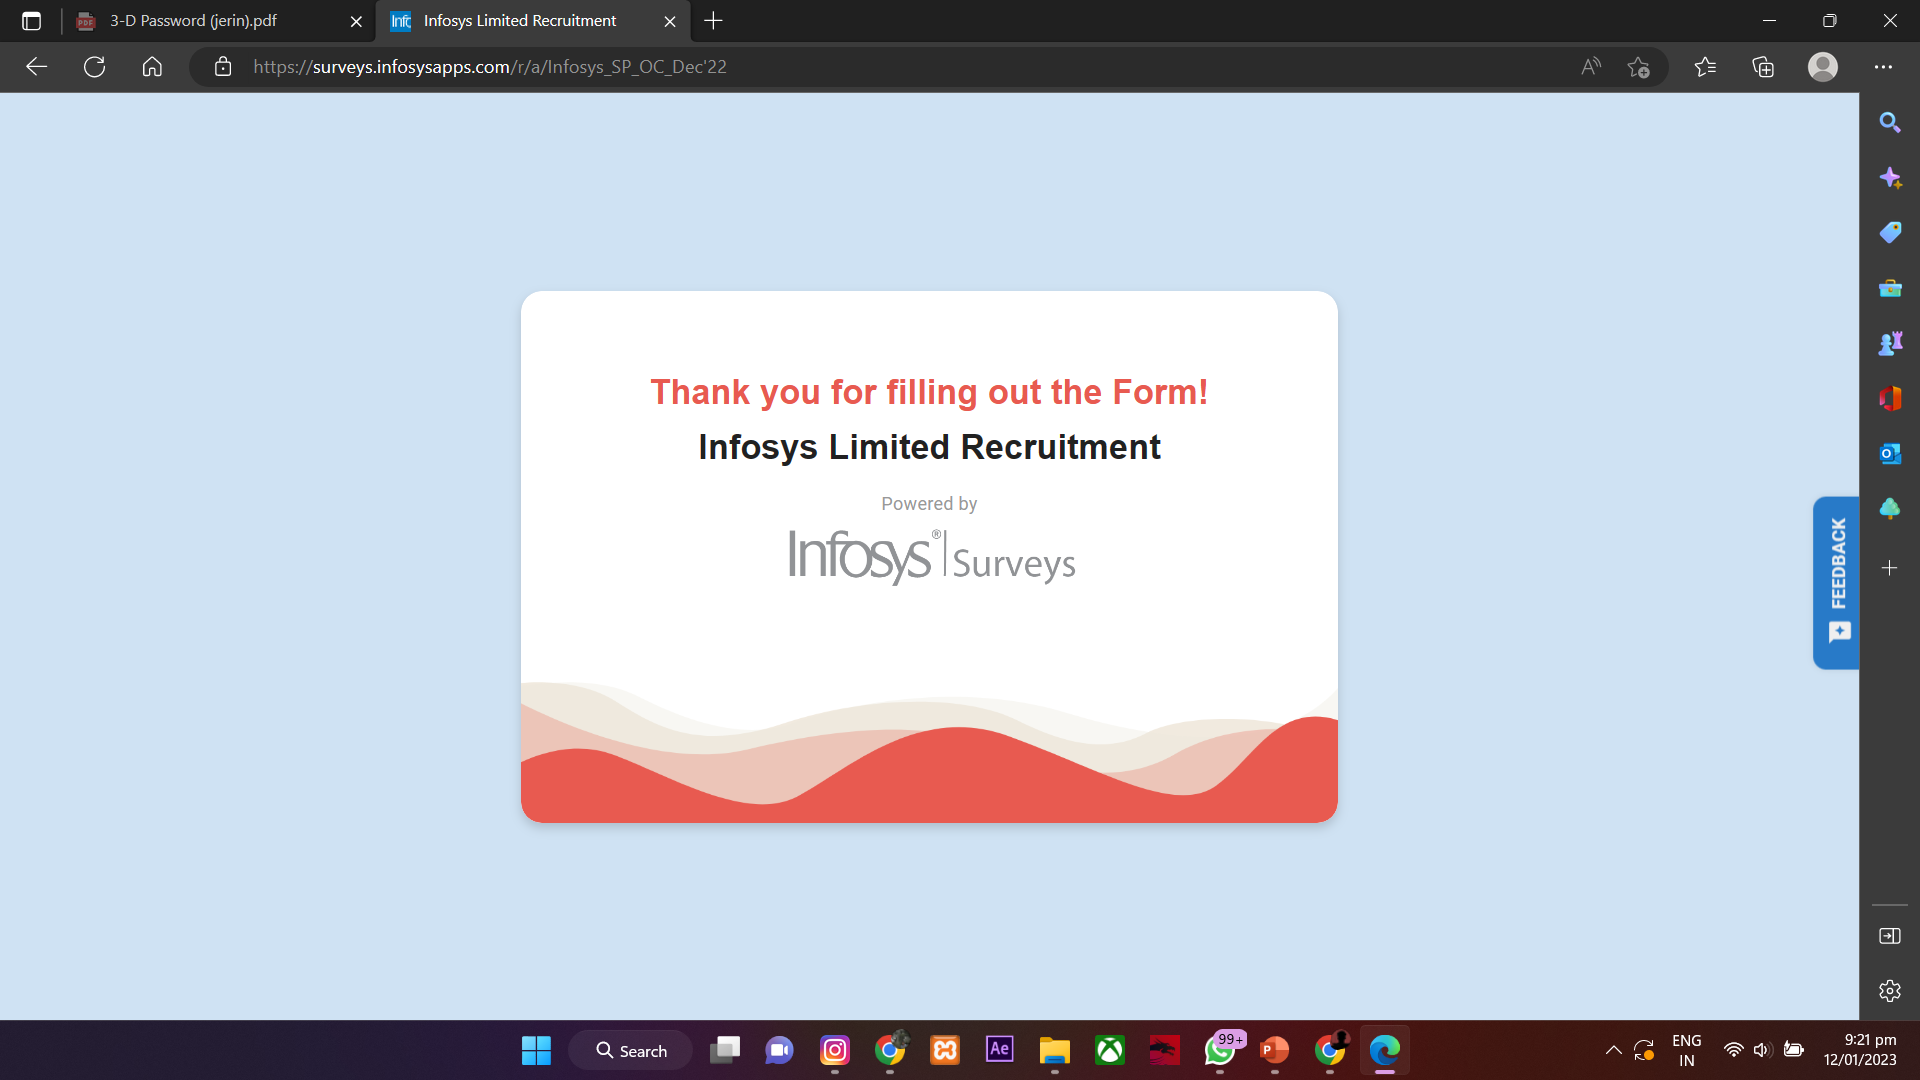 3-D Password (jerin).pdf
Infosys Limited Recruitment
https://surveys.infosysapps.com/r/a/Infosys_SP_OC_Dec'22
Thank you for filling out the Form!
Infosys Limited Recruitment
Powered by
Infosys® | Surveys
FEEDBACK
Search
Ae
99+
P
ENG
IN
9:21 pm
12/01/2023